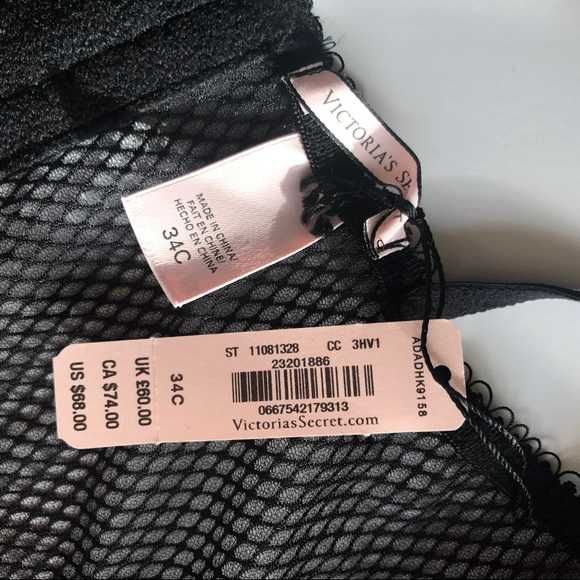 VICTORIA'S
MADE IN CHINA/
FAIT EN CHINE/
HECHO EN CHINA
34C
ST 11081328 CC 3HV1
23201886
0667542179313
VictoriasSecret.com
34C
UK £60.00
CA $74.00
US $68.00
ADADHK9158